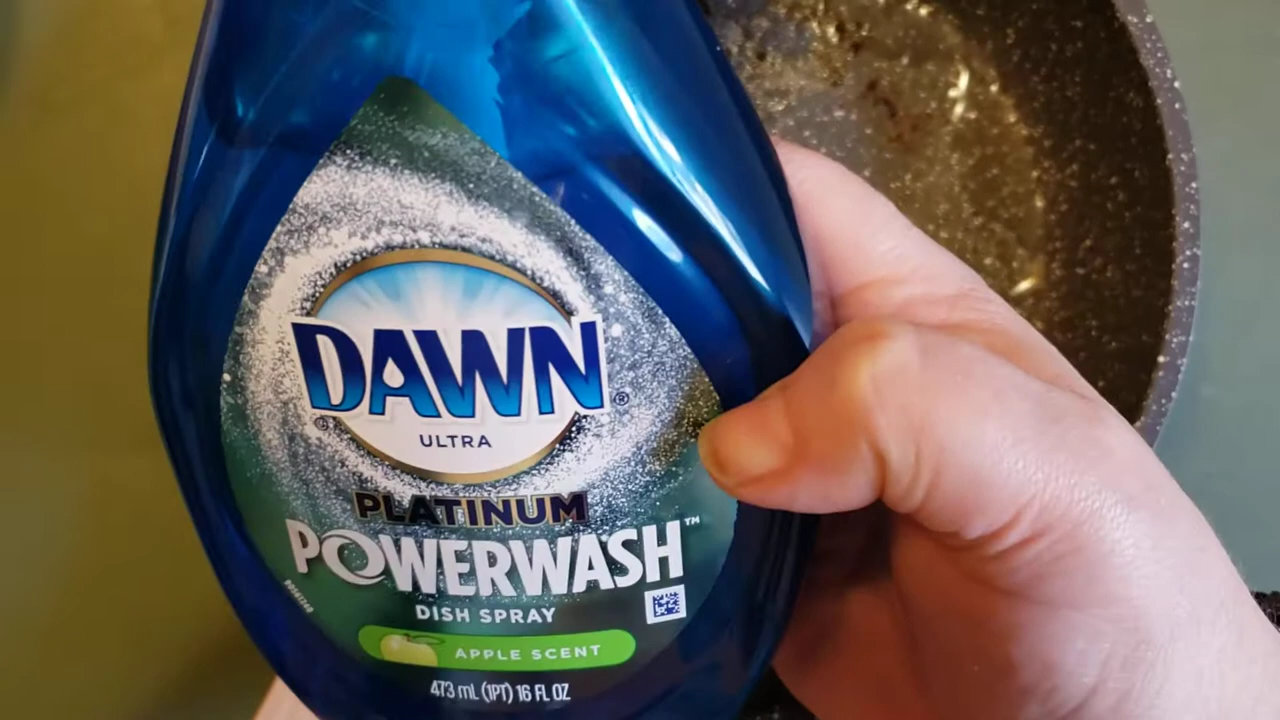 DAWN®
ULTRA
PLATINUM
POWERWASH™
DISH SPRAY
APPLE SCENT
473 mL (1PT) 16 FL OZ